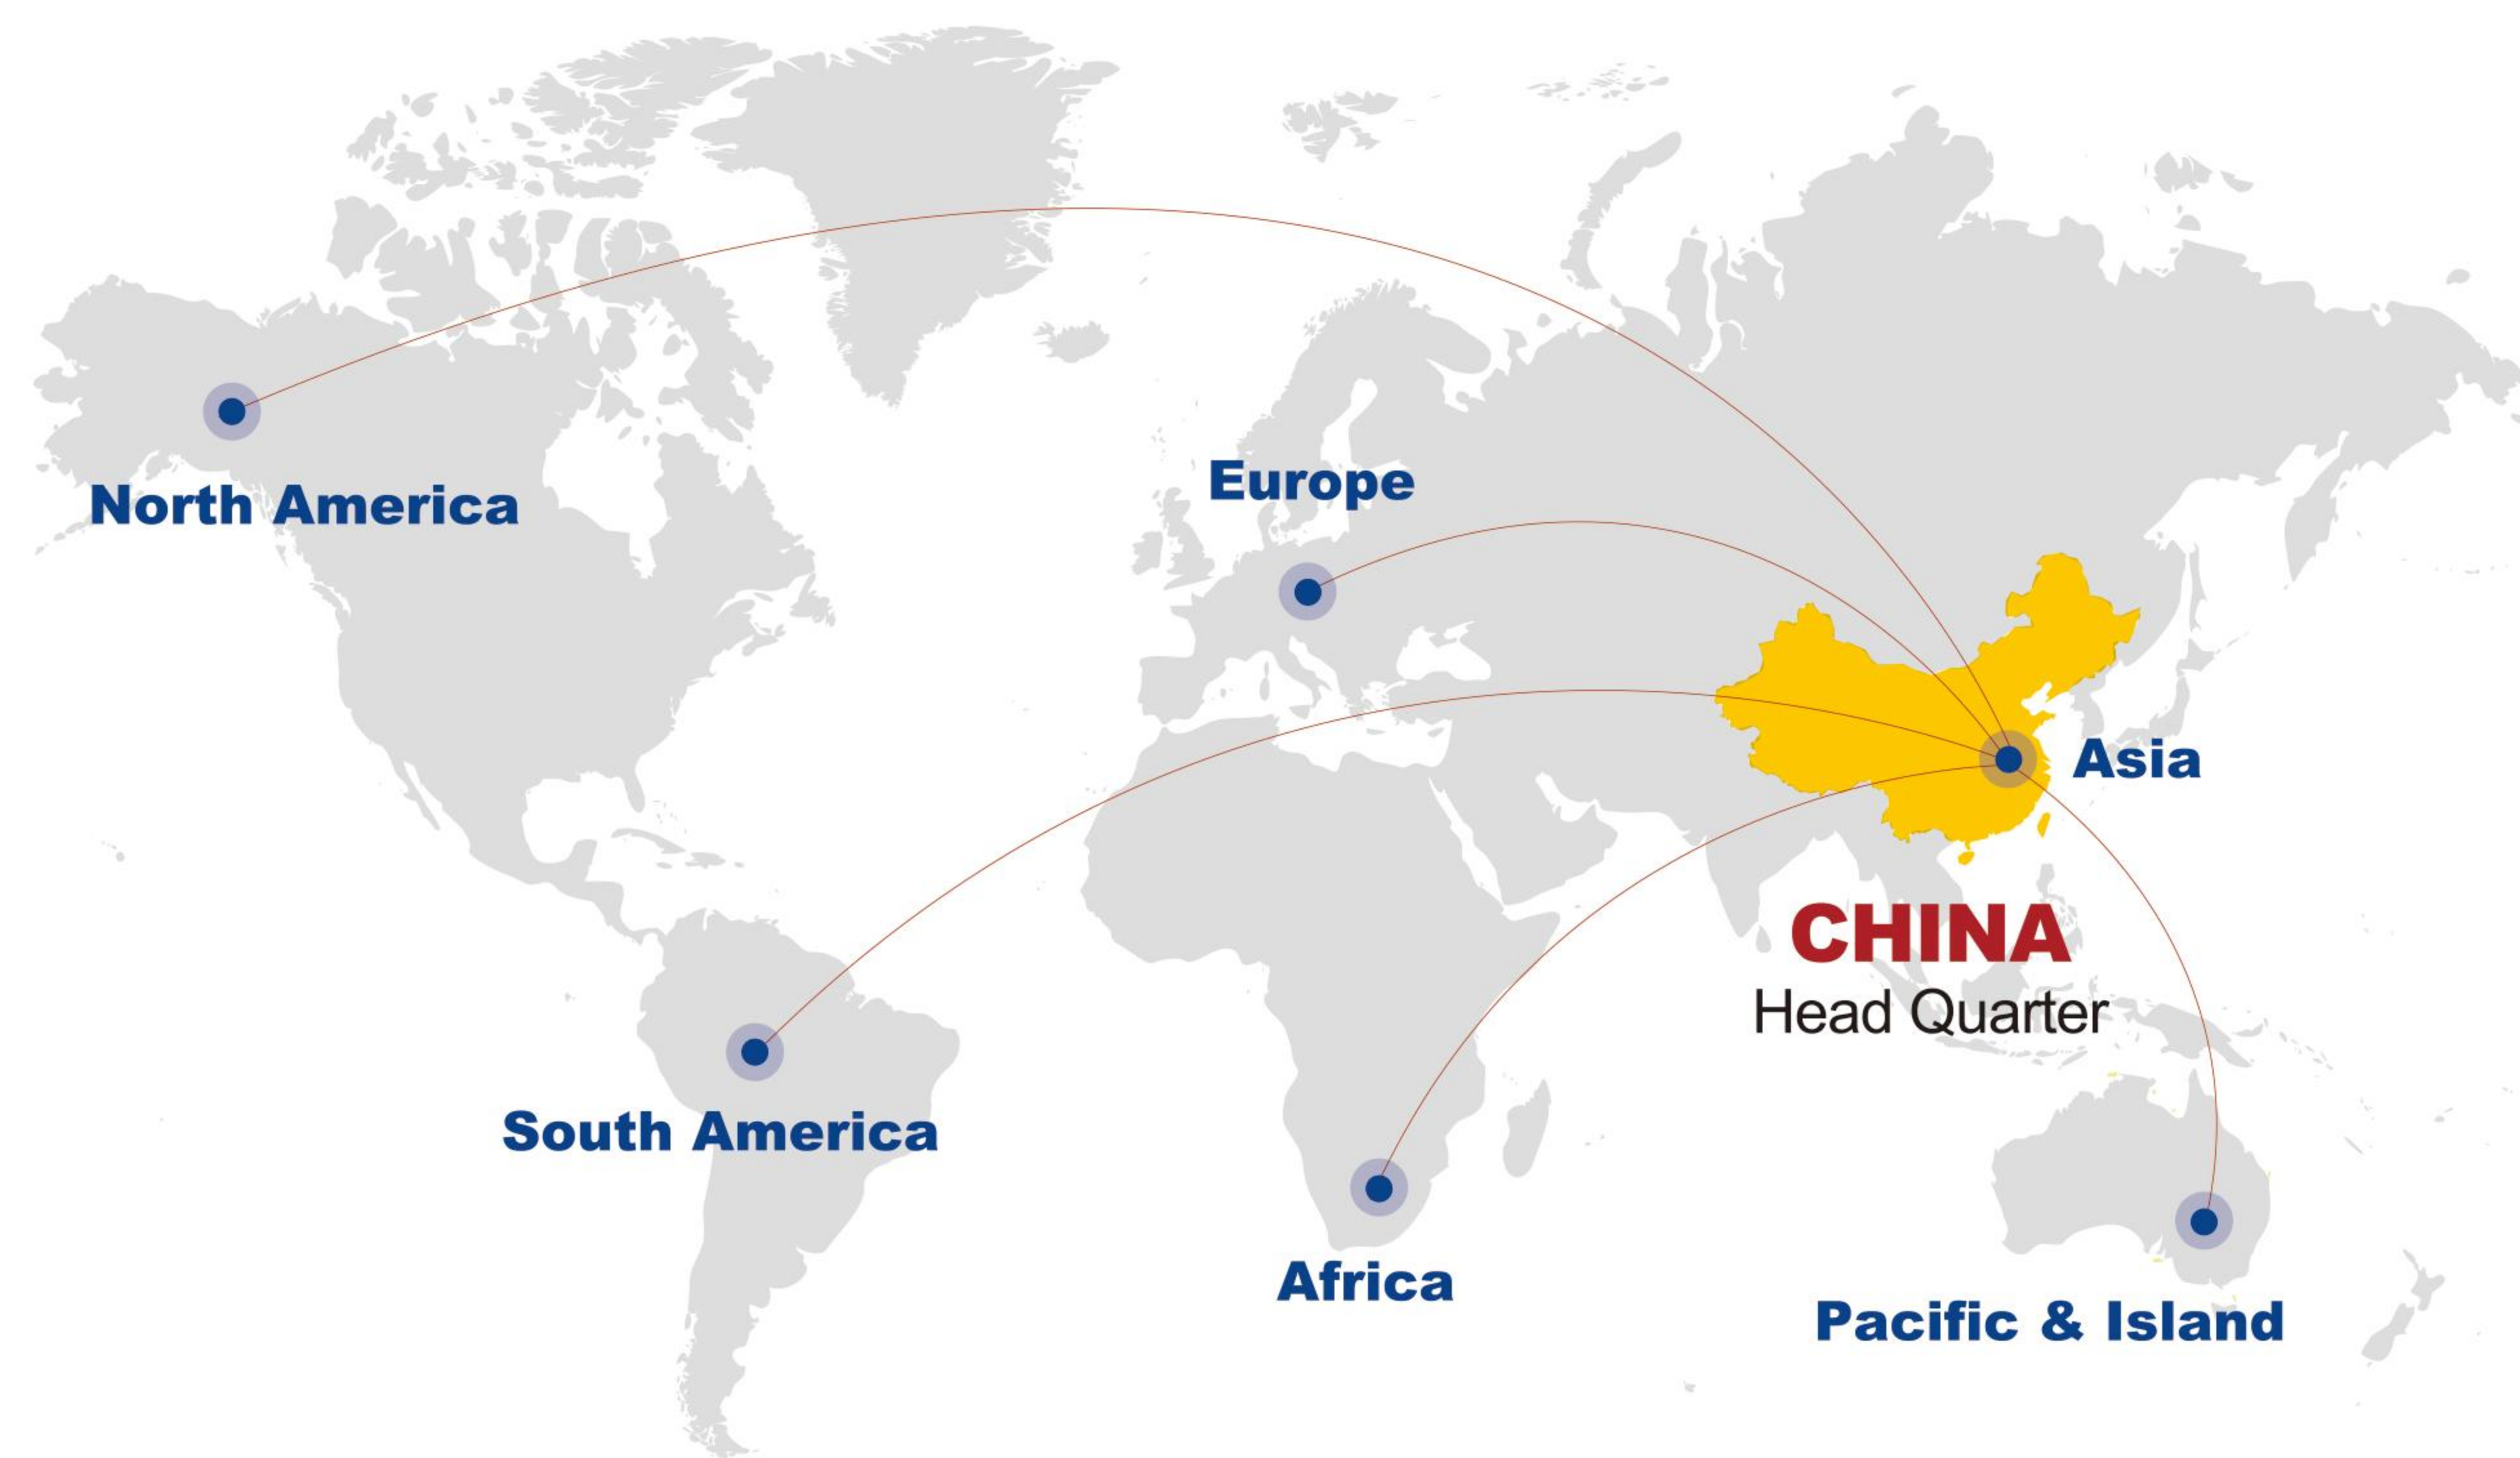 Europe
North America
Asia
CHINA
Head Quarter
South America
Africa
Pacific & Island